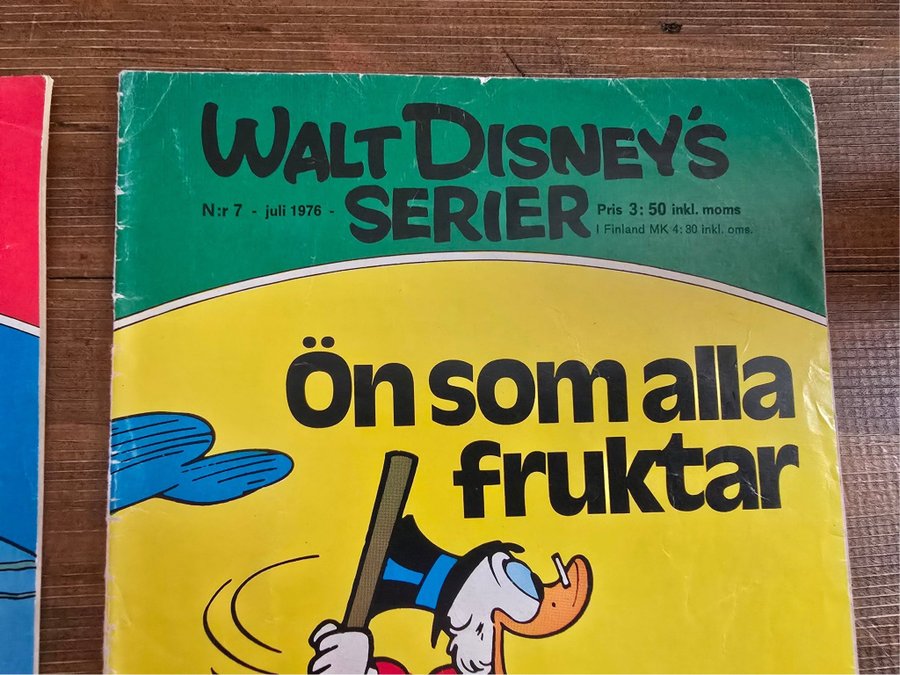 WALT DISNEY'S
SERIER
N:r 7 - juli 1976 -
Pris 3:50 inkl. moms
I Finland MK 4:30 inkl. oms.
Ön som alla
fruktar